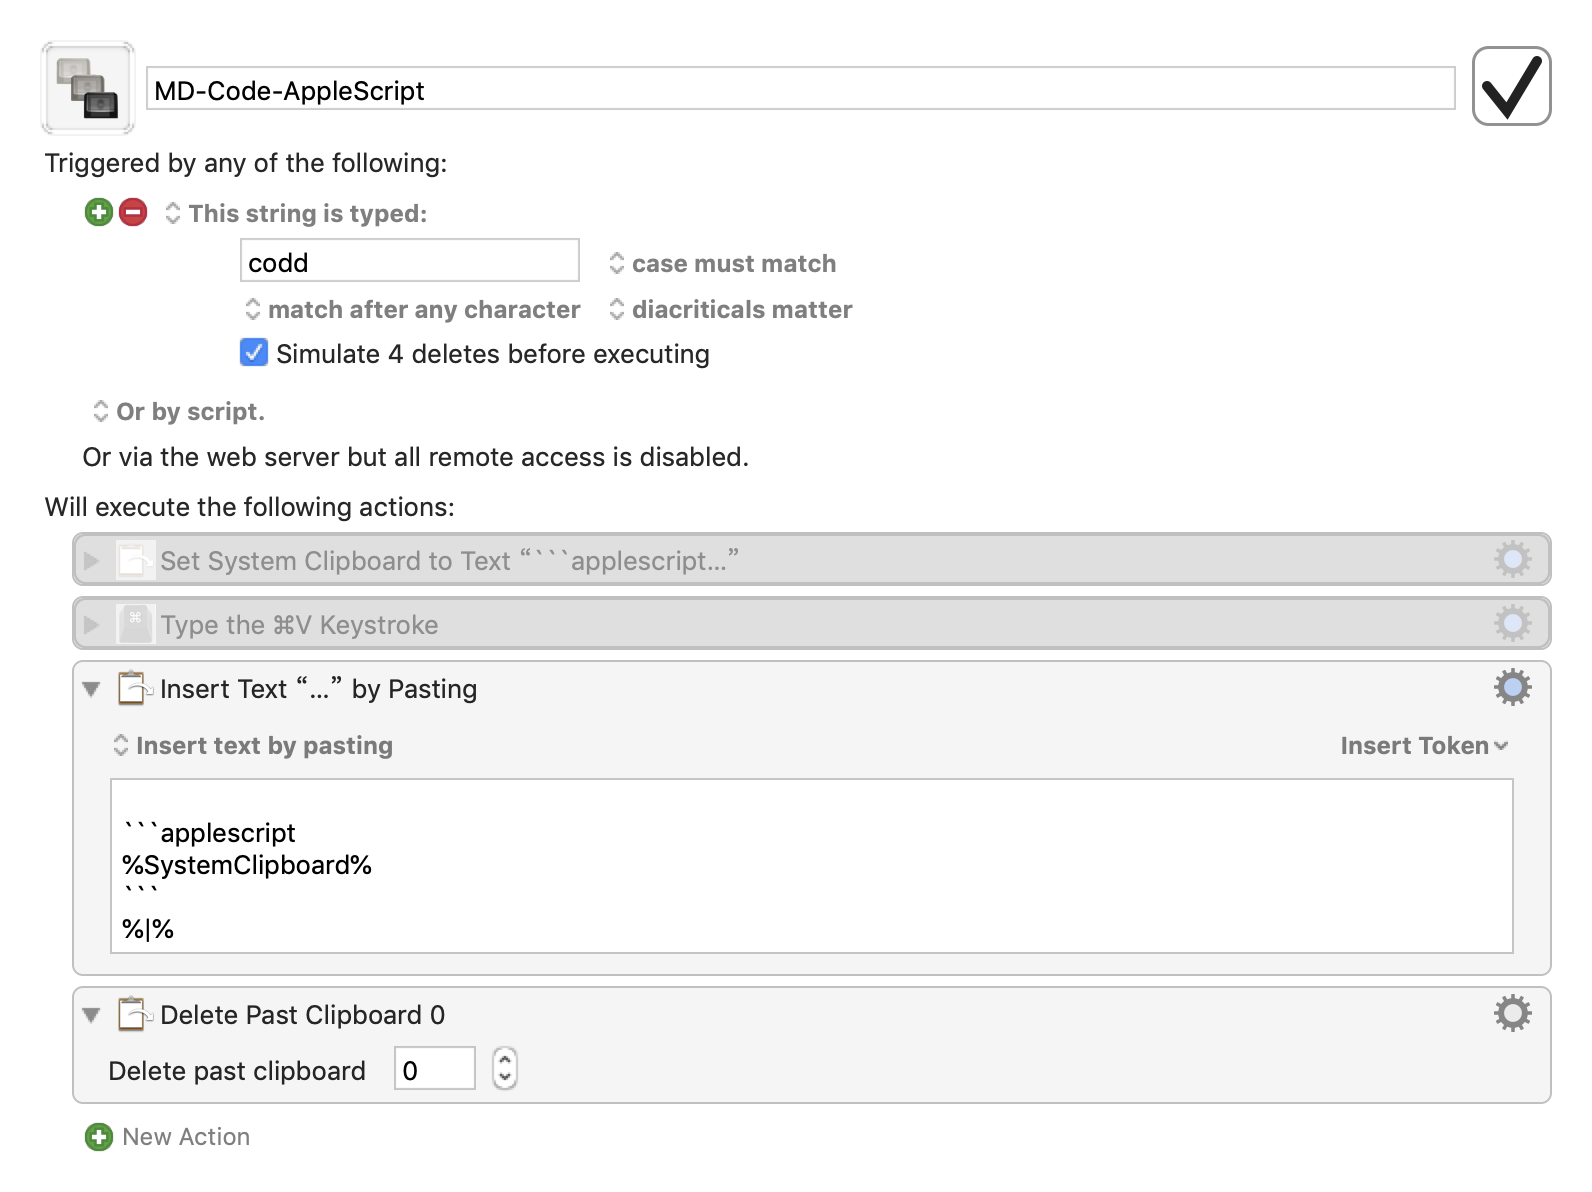 MD-Code-AppleScript
Triggered by any of the following:
This string is typed:
codd
case must match
match after any character
diacriticals matter
Simulate 4 deletes before executing
Or by script.
Or via the web server but all remote access is disabled.
Will execute the following actions:
Set System Clipboard to Text “```applescript…”
⌘
Type the ⌘V Keystroke
Insert Text “…” by Pasting
Insert text by pasting
Insert Token
```applescript
%SystemClipboard%
```
%|%
Delete Past Clipboard 0
Delete past clipboard
0
New Action